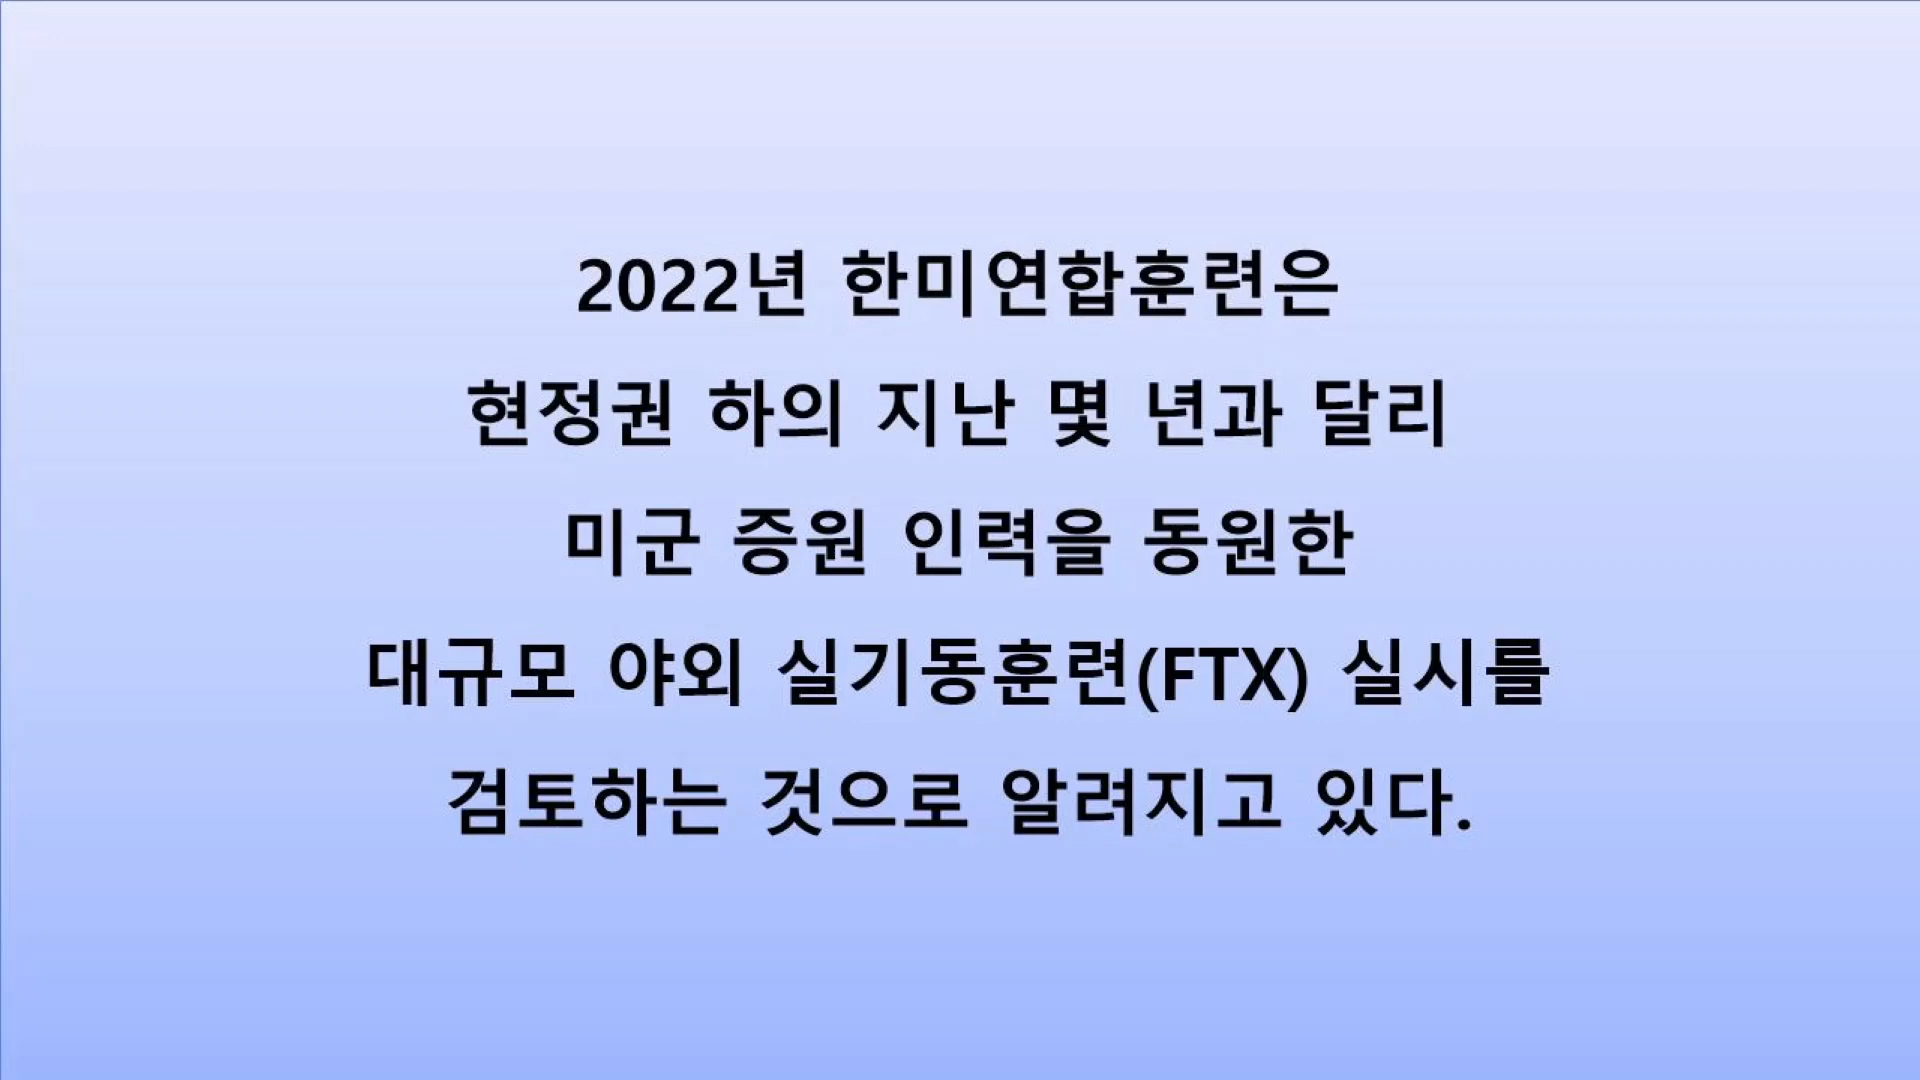 2022년 한미연합훈련은
현정권 하의 지난 몇 년과 달리
미군 증원 인력을 동원한
대규모 야외 실기동훈련(FTX) 실시를
검토하는 것으로 알려지고 있다.